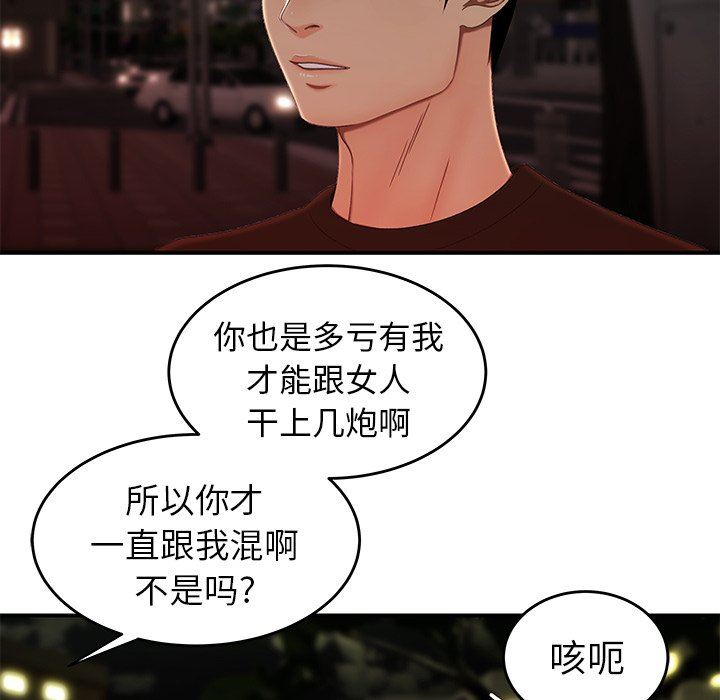 你也是多亏有我
才能跟女人
干上几炮啊
所以你才
一直跟我混啊
不是吗?
咳呃